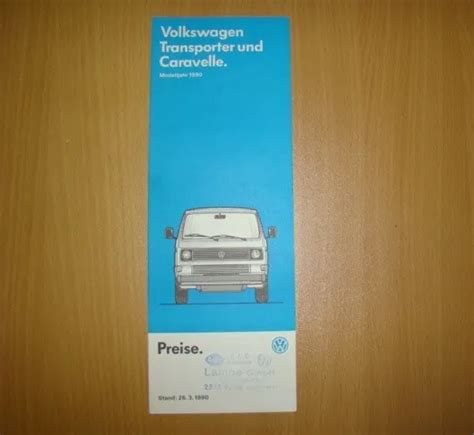 Volkswagen
Transporter und
Caravelle.
Modelljahr 1990
Preise.
Stand: 26. 3. 1990